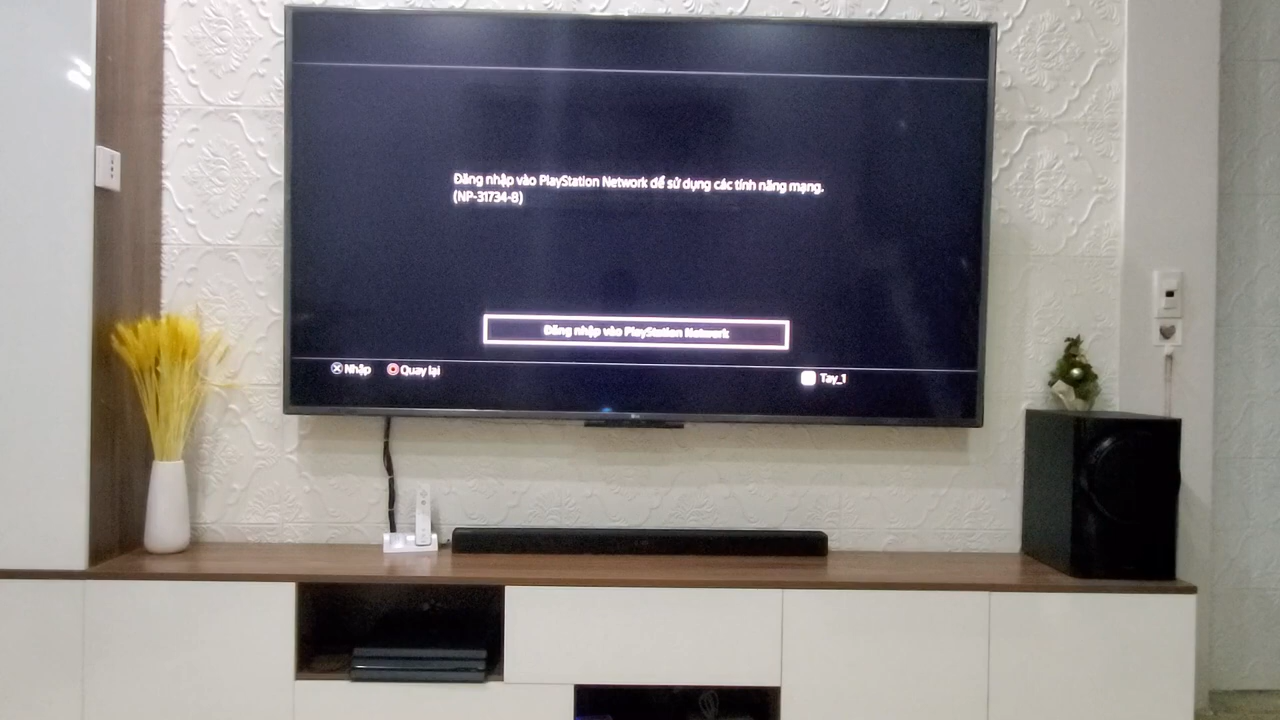 Đăng nhập vào PlayStation Network để sử dụng các tính năng mạng.
(NP-31734-8)
Đăng nhập vào PlayStation Network
Nhập
Quay lại
Tay_1
LG